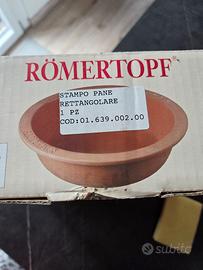 RÖMERTOPF®
STAMPO PANE
RETTANGOLARE
1 PZ
COD:01.639.002.00
subito